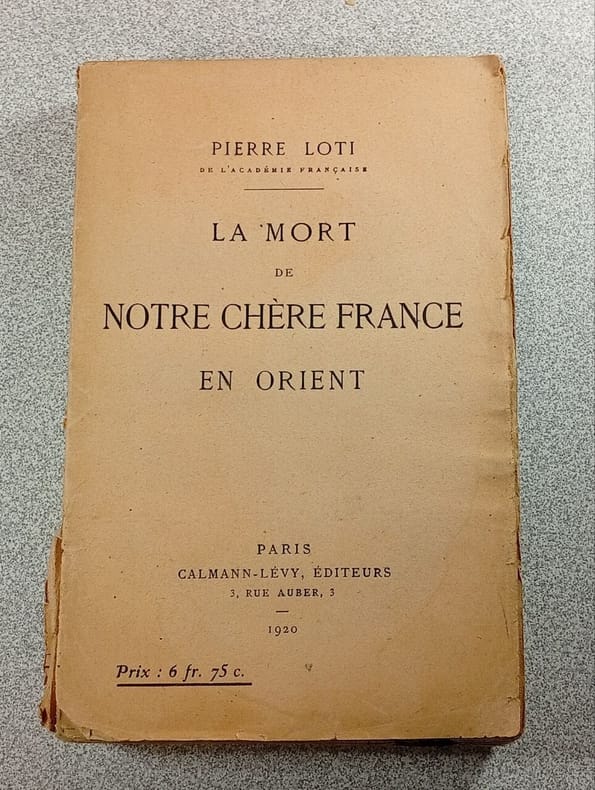 PIERRE LOTI
DE L'ACADÉMIE FRANÇAISE
LA MORT
DE
NOTRE CHÈRE FRANCE
EN ORIENT
PARIS
CALMANN-LÉVY, ÉDITEURS
3, RUE AUBER, 3
1920
Prix : 6 fr. 75 c.